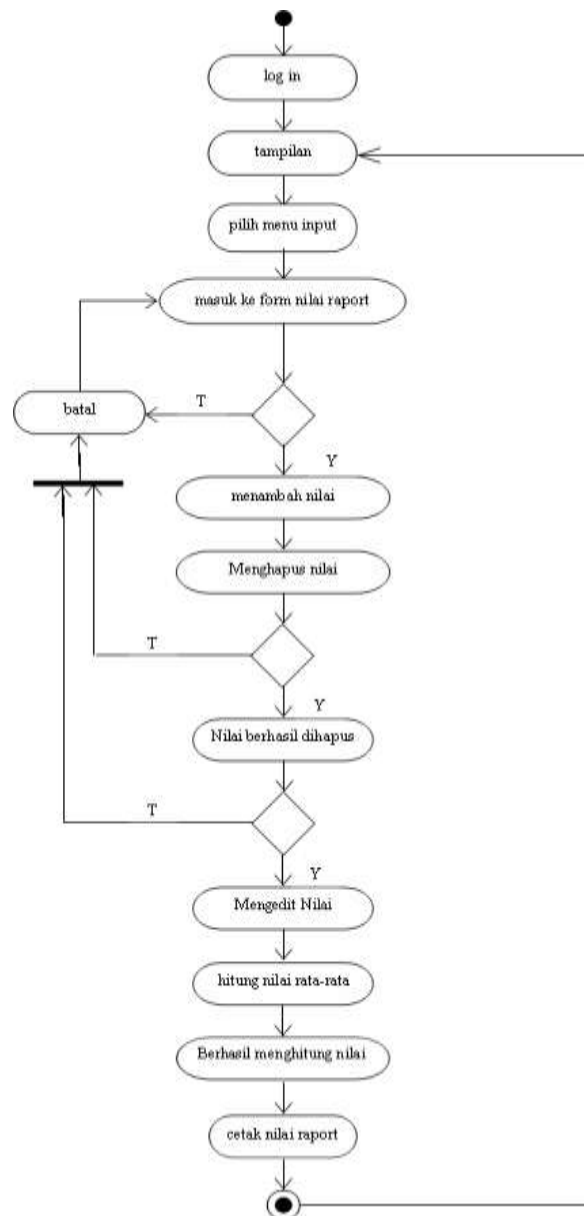 log in
tampilan
pilih menu input
masuk ke form nilai raport
batal
T
Y
menambah nilai
Menghapus nilai
T
Y
Nilai berhasil dihapus
T
Y
Mengedit Nilai
hitung nilai rata-rata
Berhasil menghitung nilai
cetak nilai raport